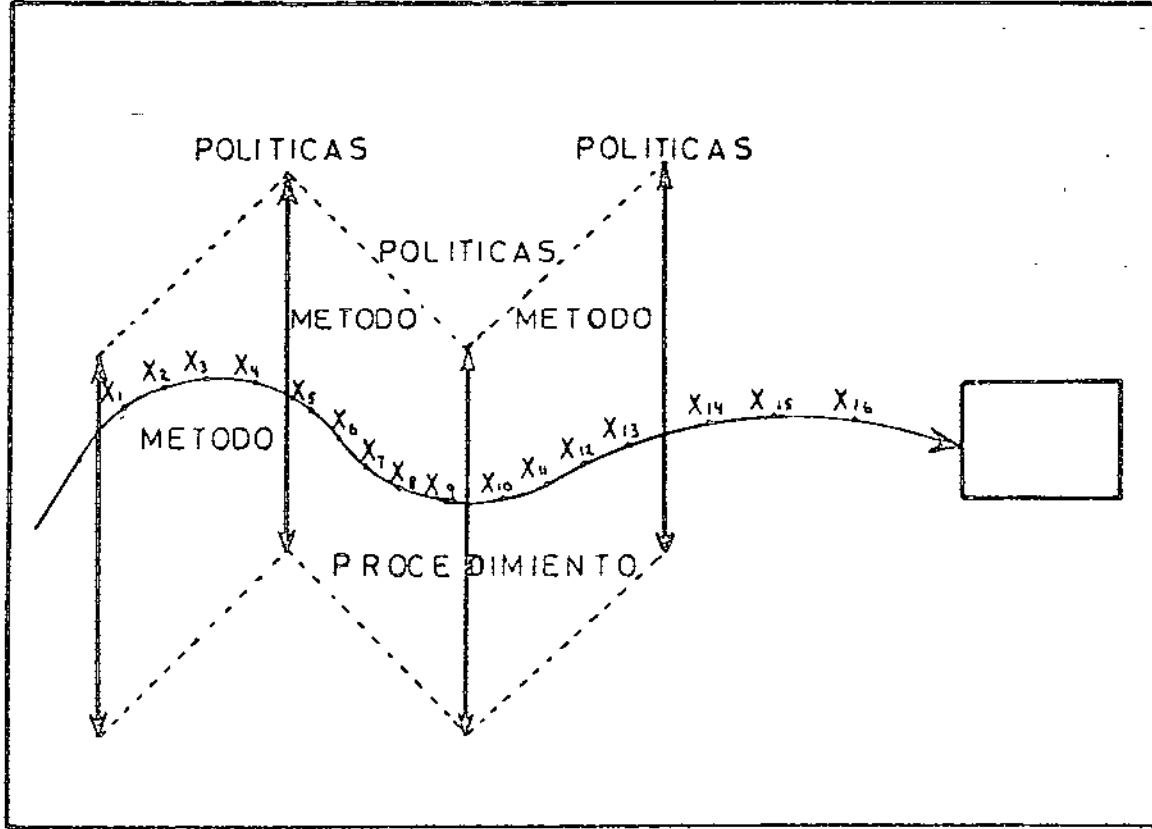 POLITICAS POLITICAS
POLITICAS
METODO METODO
X₁ X₂ X₃ X₄ X₅ X₆ X₇ X₈ X₉ X₁₀ X₁₁ X₁₂ X₁₃ X₁₄ X₁₅ X₁₆
METODO
PROCEDIMIENTO